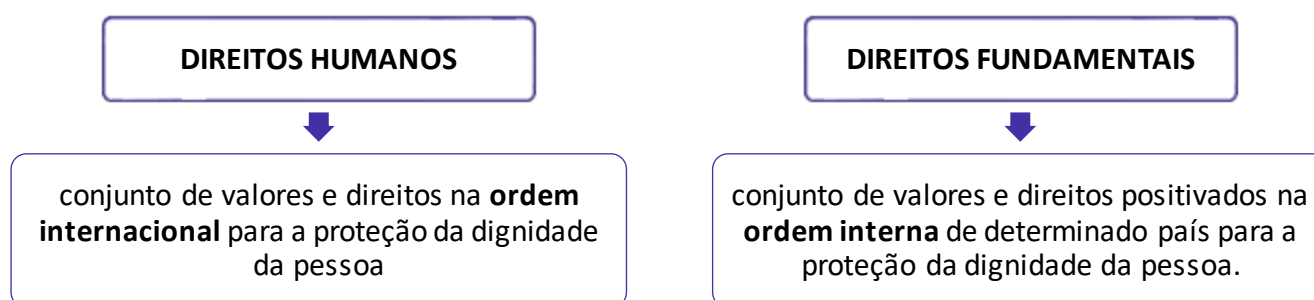 DIREITOS HUMANOS
conjunto de valores e direitos na ordem
internacional para a proteção da dignidade
da pessoa
DIREITOS FUNDAMENTAIS
conjunto de valores e direitos positivados na
ordem interna de determinado país para a
proteção da dignidade da pessoa.